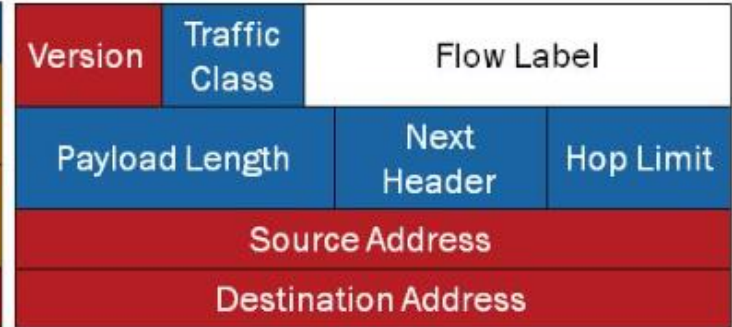 Version Traffic Class Flow Label
Payload Length Next Header Hop Limit
Source Address
Destination Address